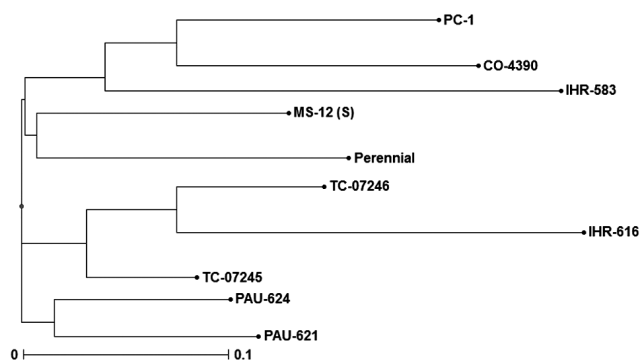 PC-1
CO-4390
IHR-583
MS-12 (S)
Perennial
TC-07246
IHR-616
TC-07245
PAU-624
PAU-621
0 0.1